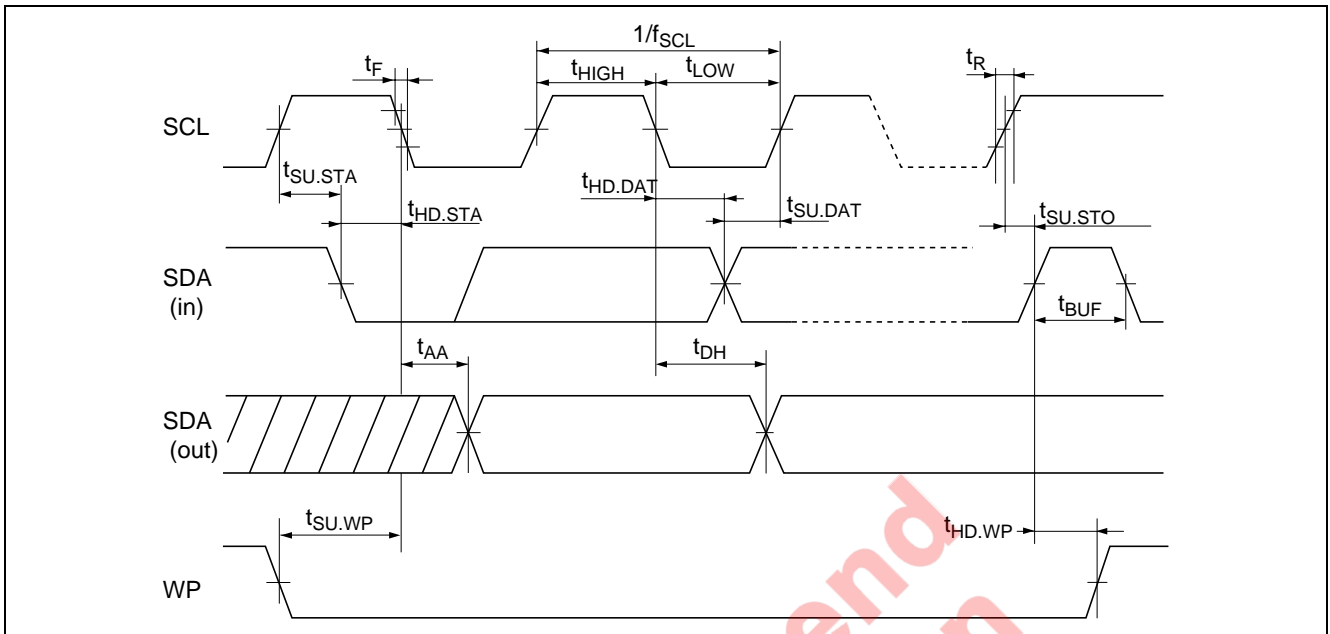 1/fSCL
tF
tHIGH
tLOW
tR
SCL
tSU.STA
tHD.STA
tHD.DAT
tSU.DAT
tSU.STO
SDA
(in)
tBUF
tAA
tDH
SDA
(out)
tSU.WP
tHD.WP
WP
end